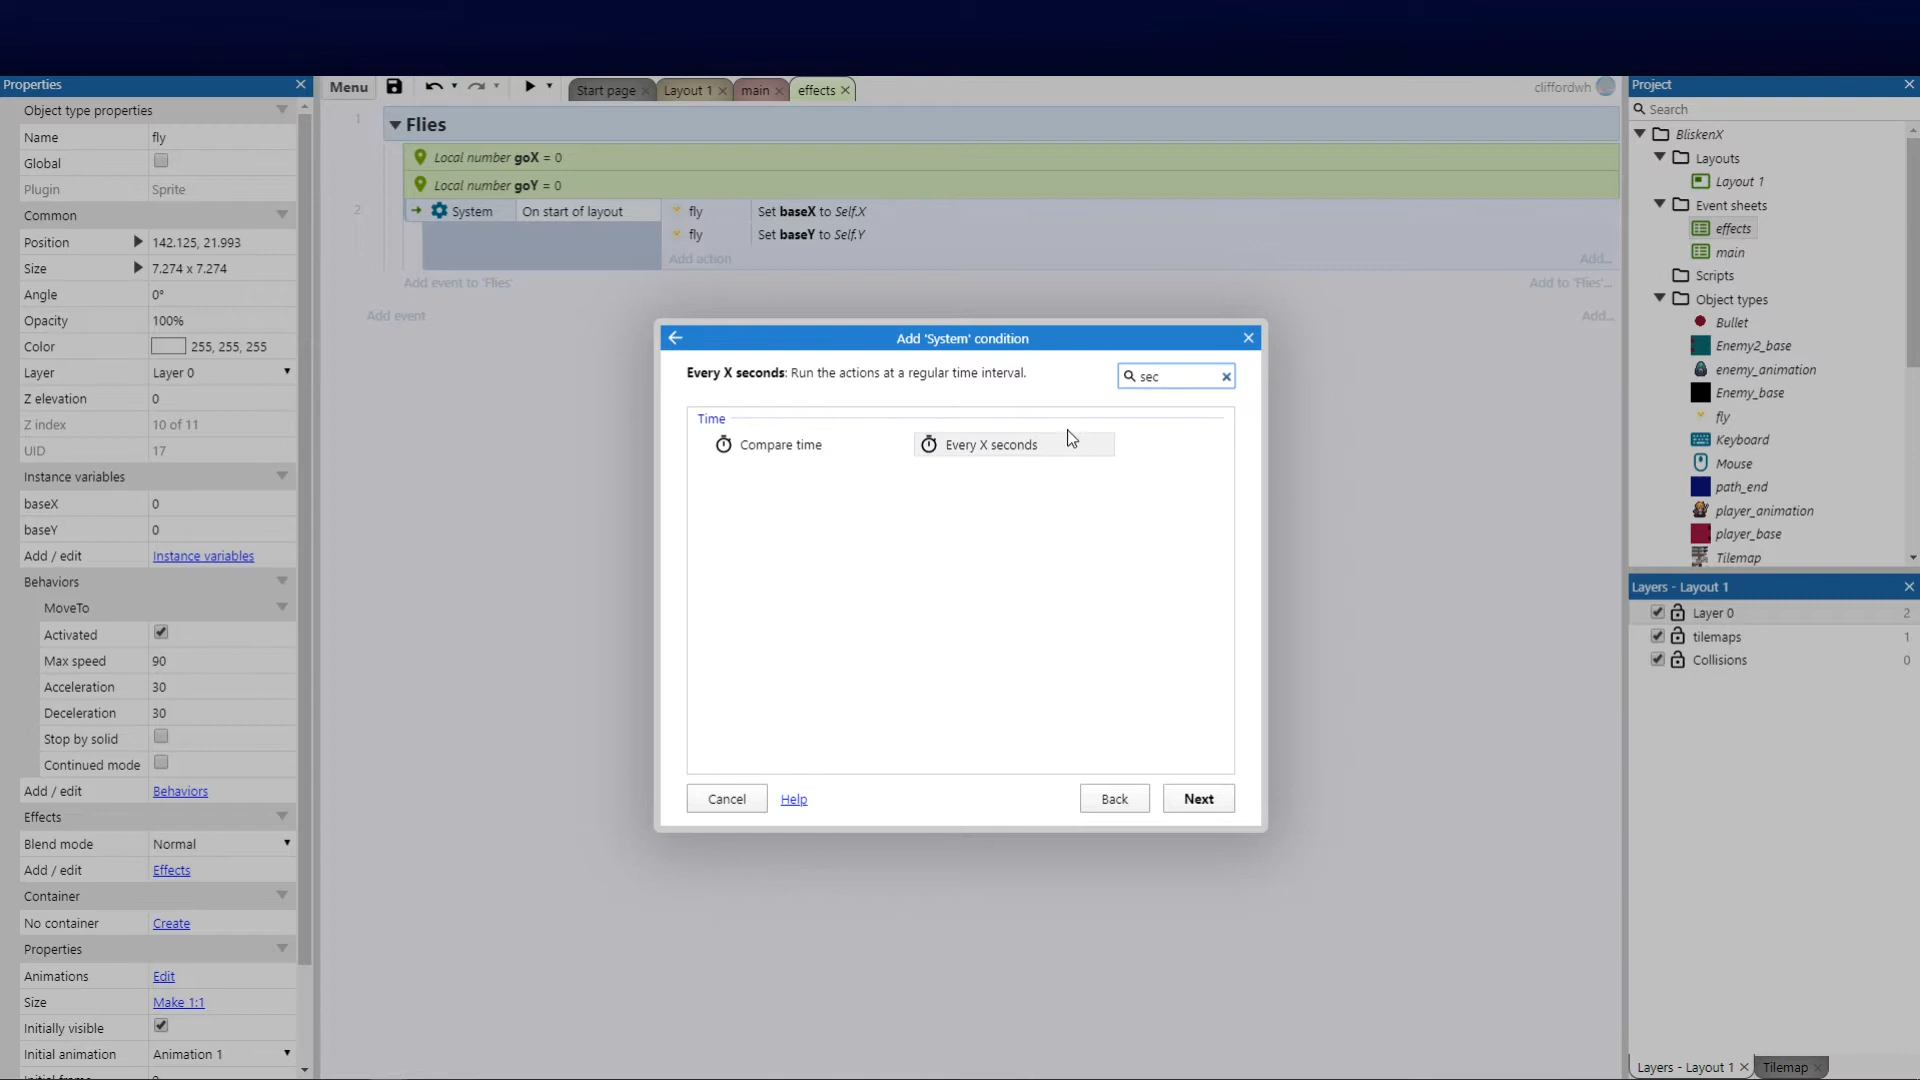 Properties
Object type properties
Name fly
Global
Plugin Sprite
Common
Position 142.125, 21.993
Size 7.274 x 7.274
Angle 0°
Opacity 100%
Color 255, 255, 255
Layer Layer 0
Z elevation 0
Z index 10 of 11
UID 17
Instance variables
baseX 0
baseY 0
Add / edit Instance variables
Behaviors
MoveTo
Activated
Max speed 90
Acceleration 30
Deceleration 30
Stop by solid
Continued mode
Add / edit Behaviors
Effects
Blend mode Normal
Add / edit Effects
Container
No container Create
Properties
Animations Edit
Size Make 1:1
Initially visible
Initial animation Animation 1
Menu
Start page Layout 1 main effects
cliffordwh
1 Flies
Local number goX = 0
Local number goY = 0
2 System On start of layout fly Set baseX to Self.X
fly Set baseY to Self.Y
Add action Add...
Add event to 'Flies' Add to 'Flies'...
Add event Add...
Add 'System' condition
Every X seconds: Run the actions at a regular time interval.
sec
Time
Compare time Every X seconds
Cancel Help Back Next
Project
Search
BliskenX
Layouts
Layout 1
Event sheets
effects
main
Scripts
Object types
Bullet
Enemy2_base
enemy_animation
Enemy_base
fly
Keyboard
Mouse
path_end
player_animation
player_base
Tilemap
Layers - Layout 1
Layer 0 2
tilemaps 1
Collisions 0
Layers - Layout 1 Tilemap